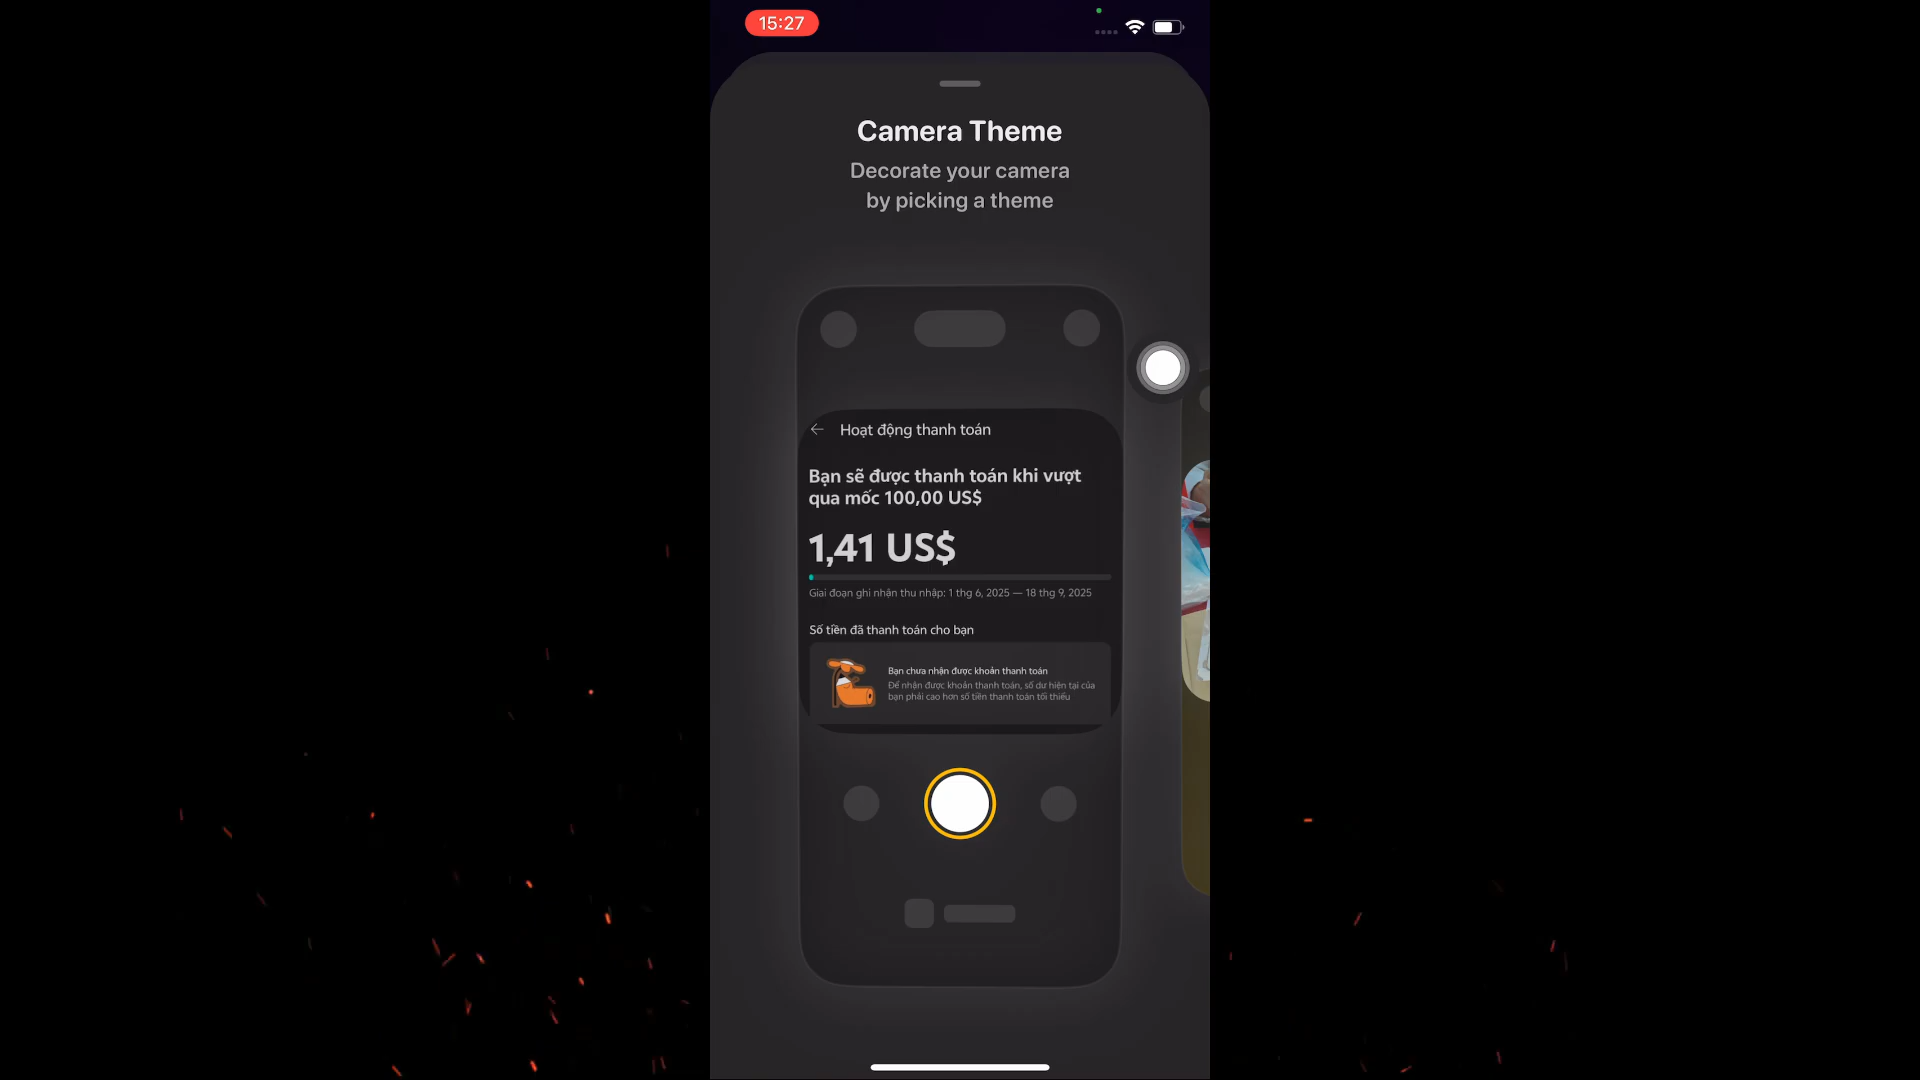 15:27
Camera Theme
Decorate your camera
by picking a theme
Hoạt động thanh toán
Bạn sẽ được thanh toán khi vượt
qua mốc 100,00 US$
1,41 US$
Giai đoạn ghi nhận thu nhập: 1 thg 6, 2025 — 18 thg 9, 2025
Số tiền đã thanh toán cho bạn
Bạn chưa nhận được khoản thanh toán
Để nhận được khoản thanh toán, số dư hiện tại của
bạn phải cao hơn số tiền thanh toán tối thiểu